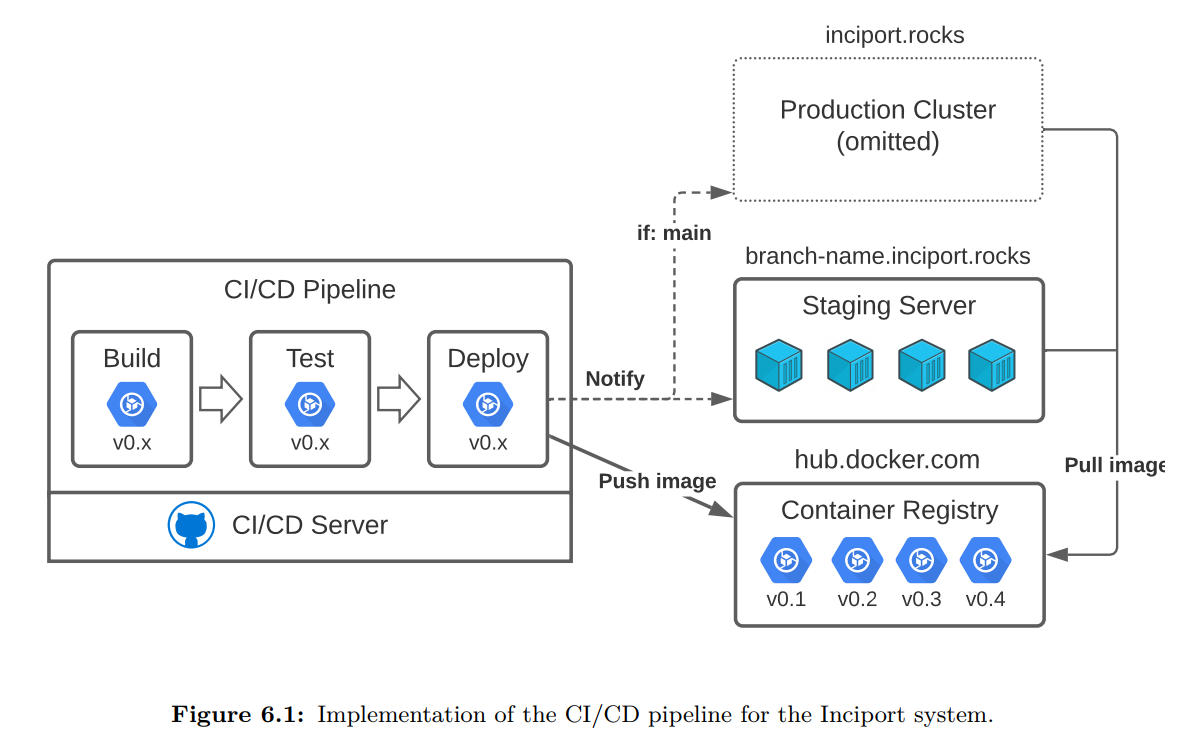 inciport.rocks
Production Cluster
(omitted)
if: main
branch-name.inciport.rocks
Staging Server
CI/CD Pipeline
Build
v0.x
Test
v0.x
Deploy
v0.x
Notify
Push image
CI/CD Server
hub.docker.com
Pull image
Container Registry
v0.1
v0.2
v0.3
v0.4
Figure 6.1: Implementation of the CI/CD pipeline for the Inciport system.